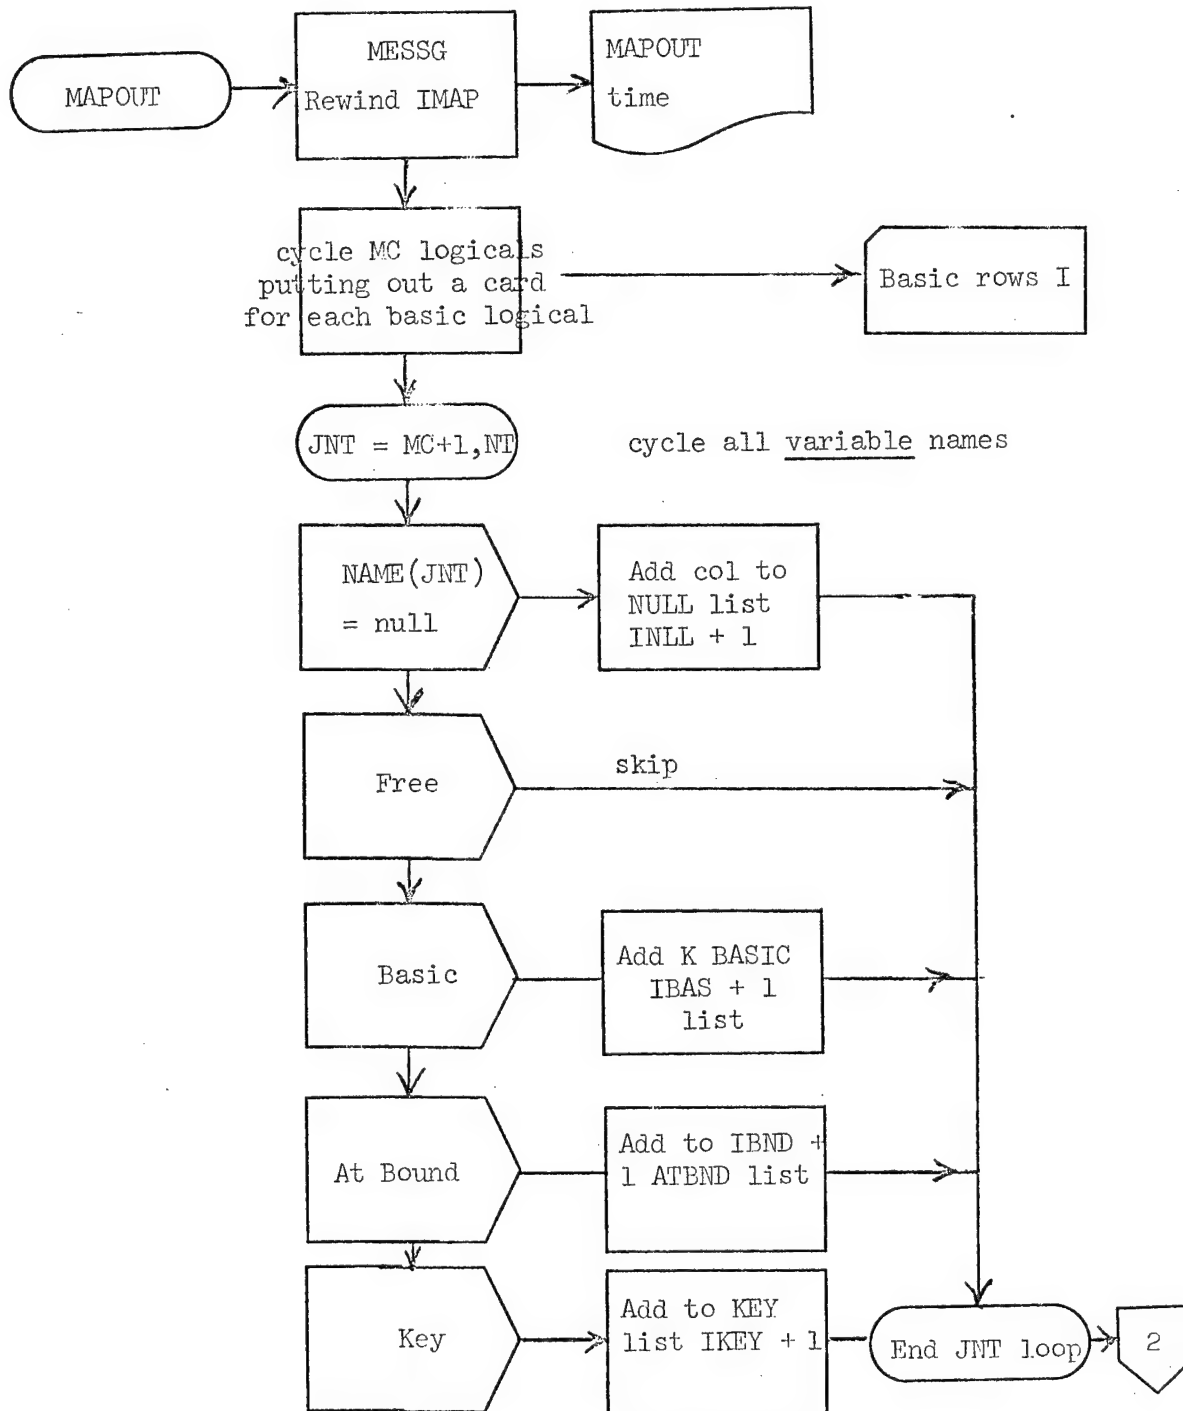 MAPOUT
MESSG
Rewind IMAP
MAPOUT
time
cycle MC logicals
putting out a card
for each basic logical
Basic rows I
JNT = MC+1,NT
cycle all variable names
NAME(JNT)
= null
Add col to
NULL list
INLL + 1
Free
skip
Basic
Add K BASIC
IBAS + 1
list
At Bound
Add to IBND +
1 ATBND list
Key
Add to KEY
list IKEY + 1
End JNT loop
2